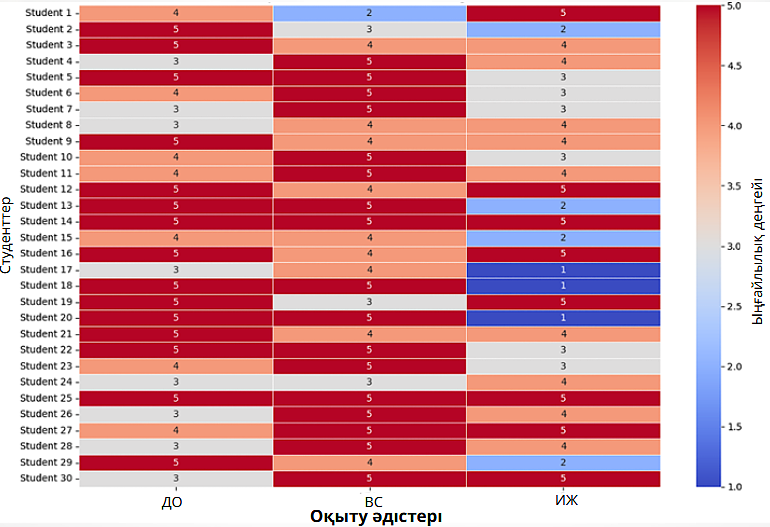 Student 1 4 2 5
Student 2 5 3 2
Student 3 5 4 4
Student 4 3 5 4
Student 5 5 5 3
Student 6 4 5 3
Student 7 3 5 3
Student 8 3 4 4
Student 9 5 4 4
Student 10 4 5 3
Student 11 4 5 4
Student 12 5 4 5
Student 13 5 5 2
Student 14 5 5 5
Student 15 4 4 2
Student 16 5 4 5
Student 17 3 4 1
Student 18 5 5 1
Student 19 5 3 5
Student 20 5 5 1
Student 21 5 4 4
Student 22 5 5 3
Student 23 4 5 3
Student 24 3 3 4
Student 25 5 5 5
Student 26 3 5 4
Student 27 4 5 5
Student 28 3 5 4
Student 29 5 4 2
Student 30 3 5 5
ДО ВС ИЖ
Оқыту әдістері
Студенттер
5.0
4.5
4.0
3.5
3.0
2.5
2.0
1.5
1.0
Ыңғайлылық деңгейі